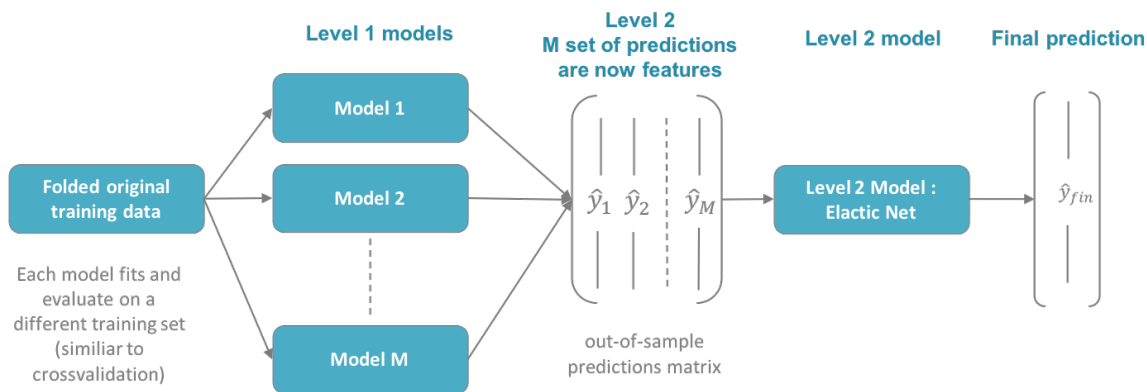 Level 1 models
Level 2
M set of predictions
are now features
Level 2 model
Final prediction
Folded original
training data
Model 1
Model 2
Model M
ŷ₁ ŷ₂ ŷ_M
Level 2 Model :
Elactic Net
ŷ_fin
Each model fits and
evaluate on a
different training set
(similiar to
crossvalidation)
out-of-sample
predictions matrix